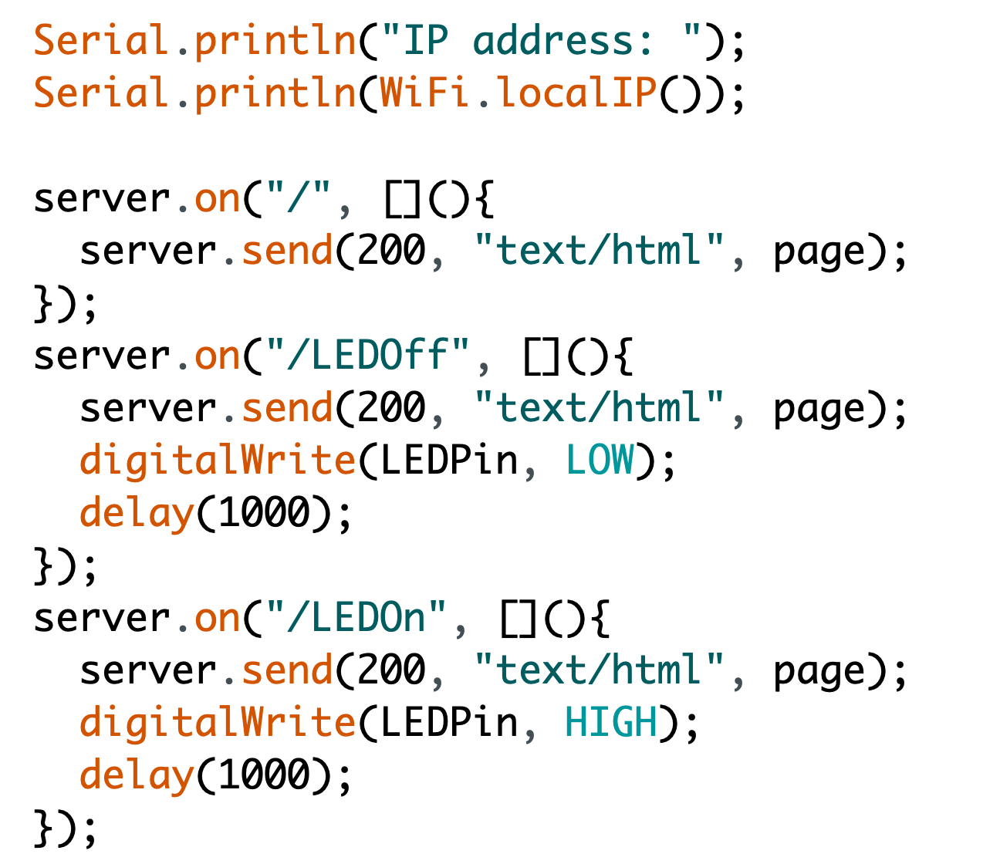 Serial.println("IP address: ");
Serial.println(WiFi.localIP());

server.on("/", [](){
  server.send(200, "text/html", page);
});
server.on("/LEDOff", [](){
  server.send(200, "text/html", page);
  digitalWrite(LEDPin, LOW);
  delay(1000);
});
server.on("/LEDOn", [](){
  server.send(200, "text/html", page);
  digitalWrite(LEDPin, HIGH);
  delay(1000);
});